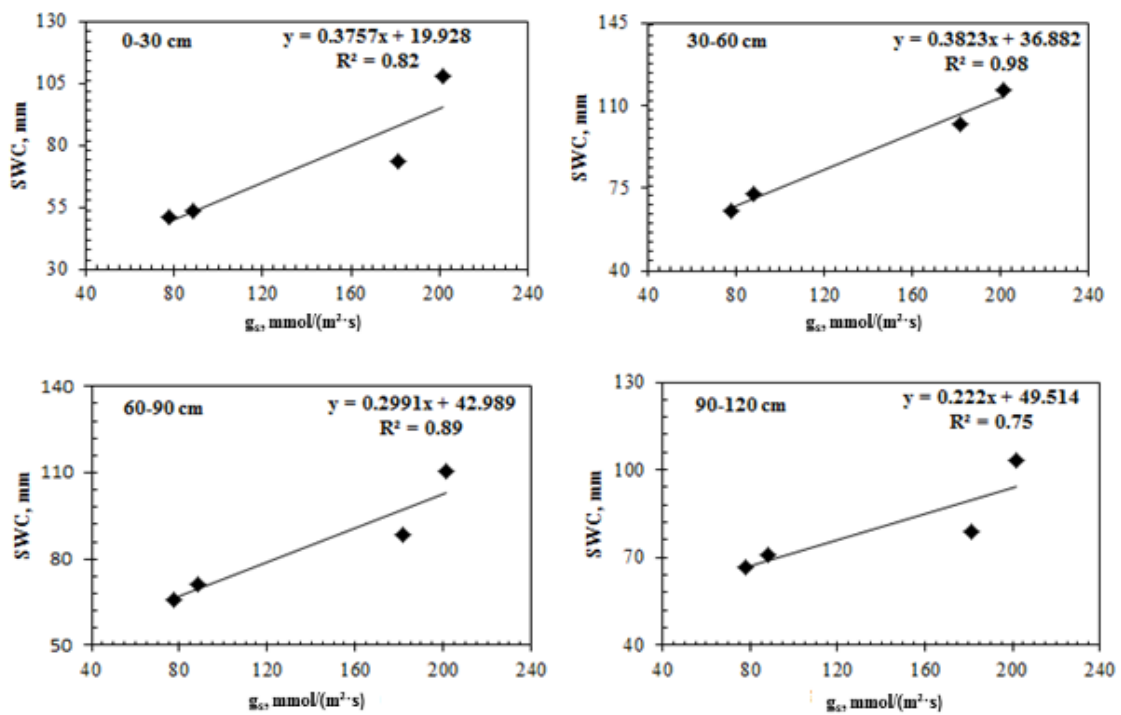 130
105
80
55
30
SWC, mm
0-30 cm
y = 0.3757x + 19.928
R² = 0.82
40 80 120 160 200 240
gₛ, mmol/(m²·s)
145
110
75
40
SWC, mm
30-60 cm
y = 0.3823x + 36.882
R² = 0.98
40 80 120 160 200 240
gₛ, mmol/(m²·s)
140
110
80
50
SWC, mm
60-90 cm
y = 0.2991x + 42.989
R² = 0.89
40 80 120 160 200 240
gₛ, mmol/(m²·s)
130
100
70
40
SWC, mm
90-120 cm
y = 0.222x + 49.514
R² = 0.75
40 80 120 160 200 240
gₛ, mmol/(m²·s)